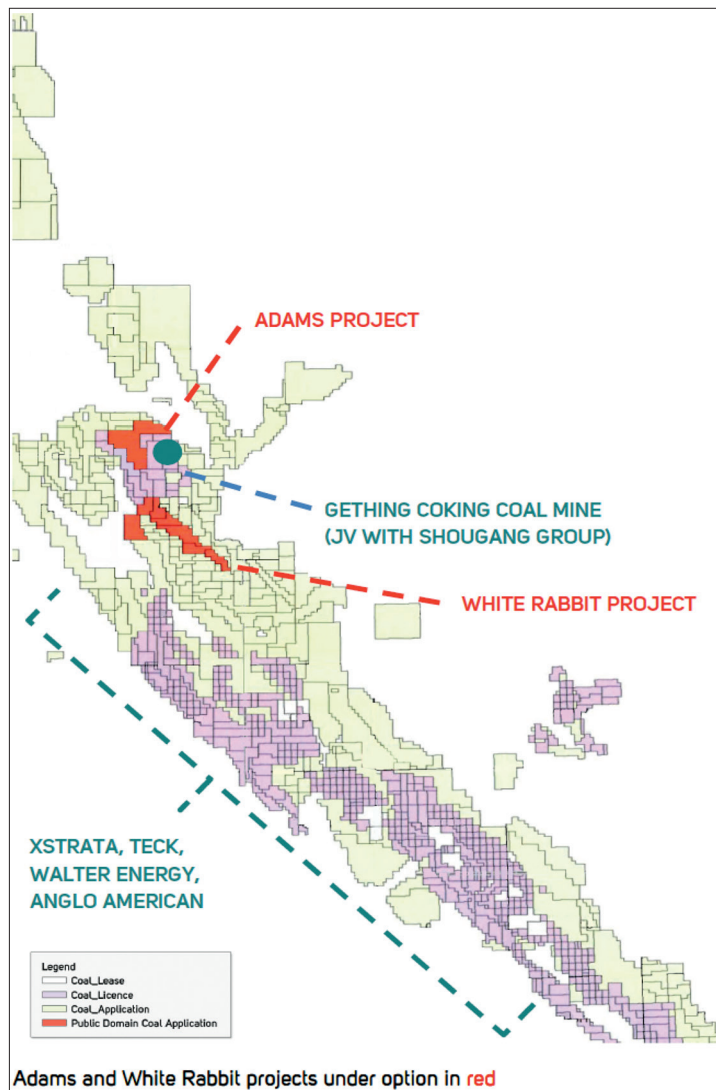 ADAMS PROJECT
GETHING COKING COAL MINE
(JV WITH SHOUGANG GROUP)
WHITE RABBIT PROJECT
XSTRATA, TECK,
WALTER ENERGY,
ANGLO AMERICAN
Legend
Coal_Lease
Coal_Licence
Coal_Application
Public Domain Coal Application
Adams and White Rabbit projects under option in red